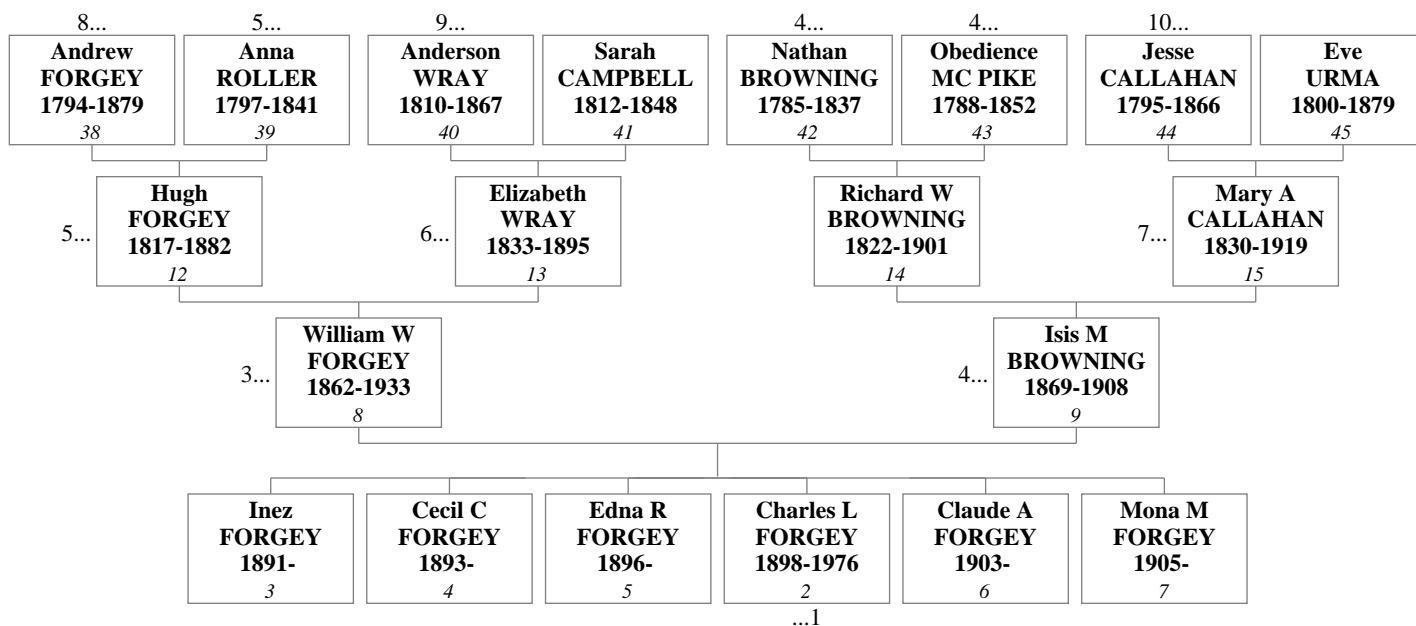 8...
5...
9...
4...
4...
10...
Andrew
FORGEY
1794-1879
38
Anna
ROLLER
1797-1841
39
Anderson
WRAY
1810-1867
40
Sarah
CAMPBELL
1812-1848
41
Nathan
BROWNING
1785-1837
42
Obedience
MC PIKE
1788-1852
43
Jesse
CALLAHAN
1795-1866
44
Eve
URMA
1800-1879
45
5...
Hugh
FORGEY
1817-1882
12
6...
Elizabeth
WRAY
1833-1895
13
Richard W
BROWNING
1822-1901
14
7...
Mary A
CALLAHAN
1830-1919
15
3...
William W
FORGEY
1862-1933
8
4...
Isis M
BROWNING
1869-1908
9
Inez
FORGEY
1891-
3
Cecil C
FORGEY
1893-
4
Edna R
FORGEY
1896-
5
Charles L
FORGEY
1898-1976
2
Claude A
FORGEY
1903-
6
Mona M
FORGEY
1905-
7
...1